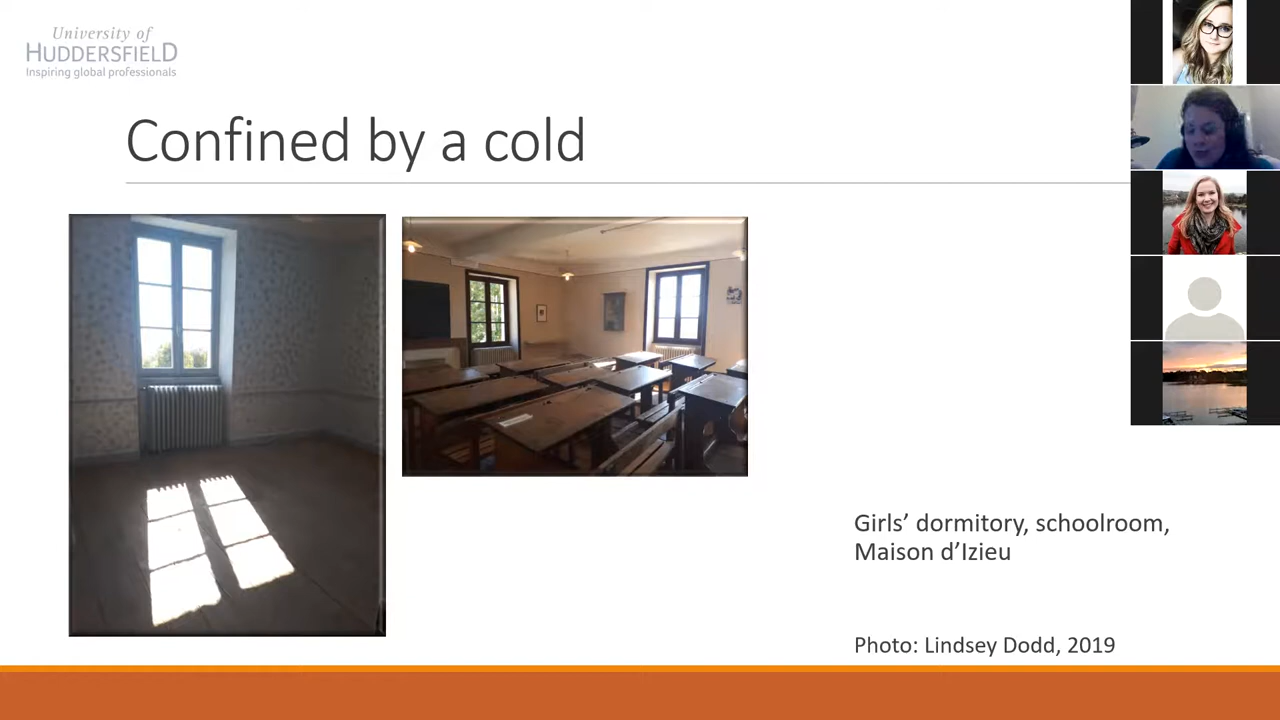 University of
HUDDERSFIELD
Inspiring global professionals
Confined by a cold
Girls’ dormitory, schoolroom,
Maison d’Izieu
Photo: Lindsey Dodd, 2019